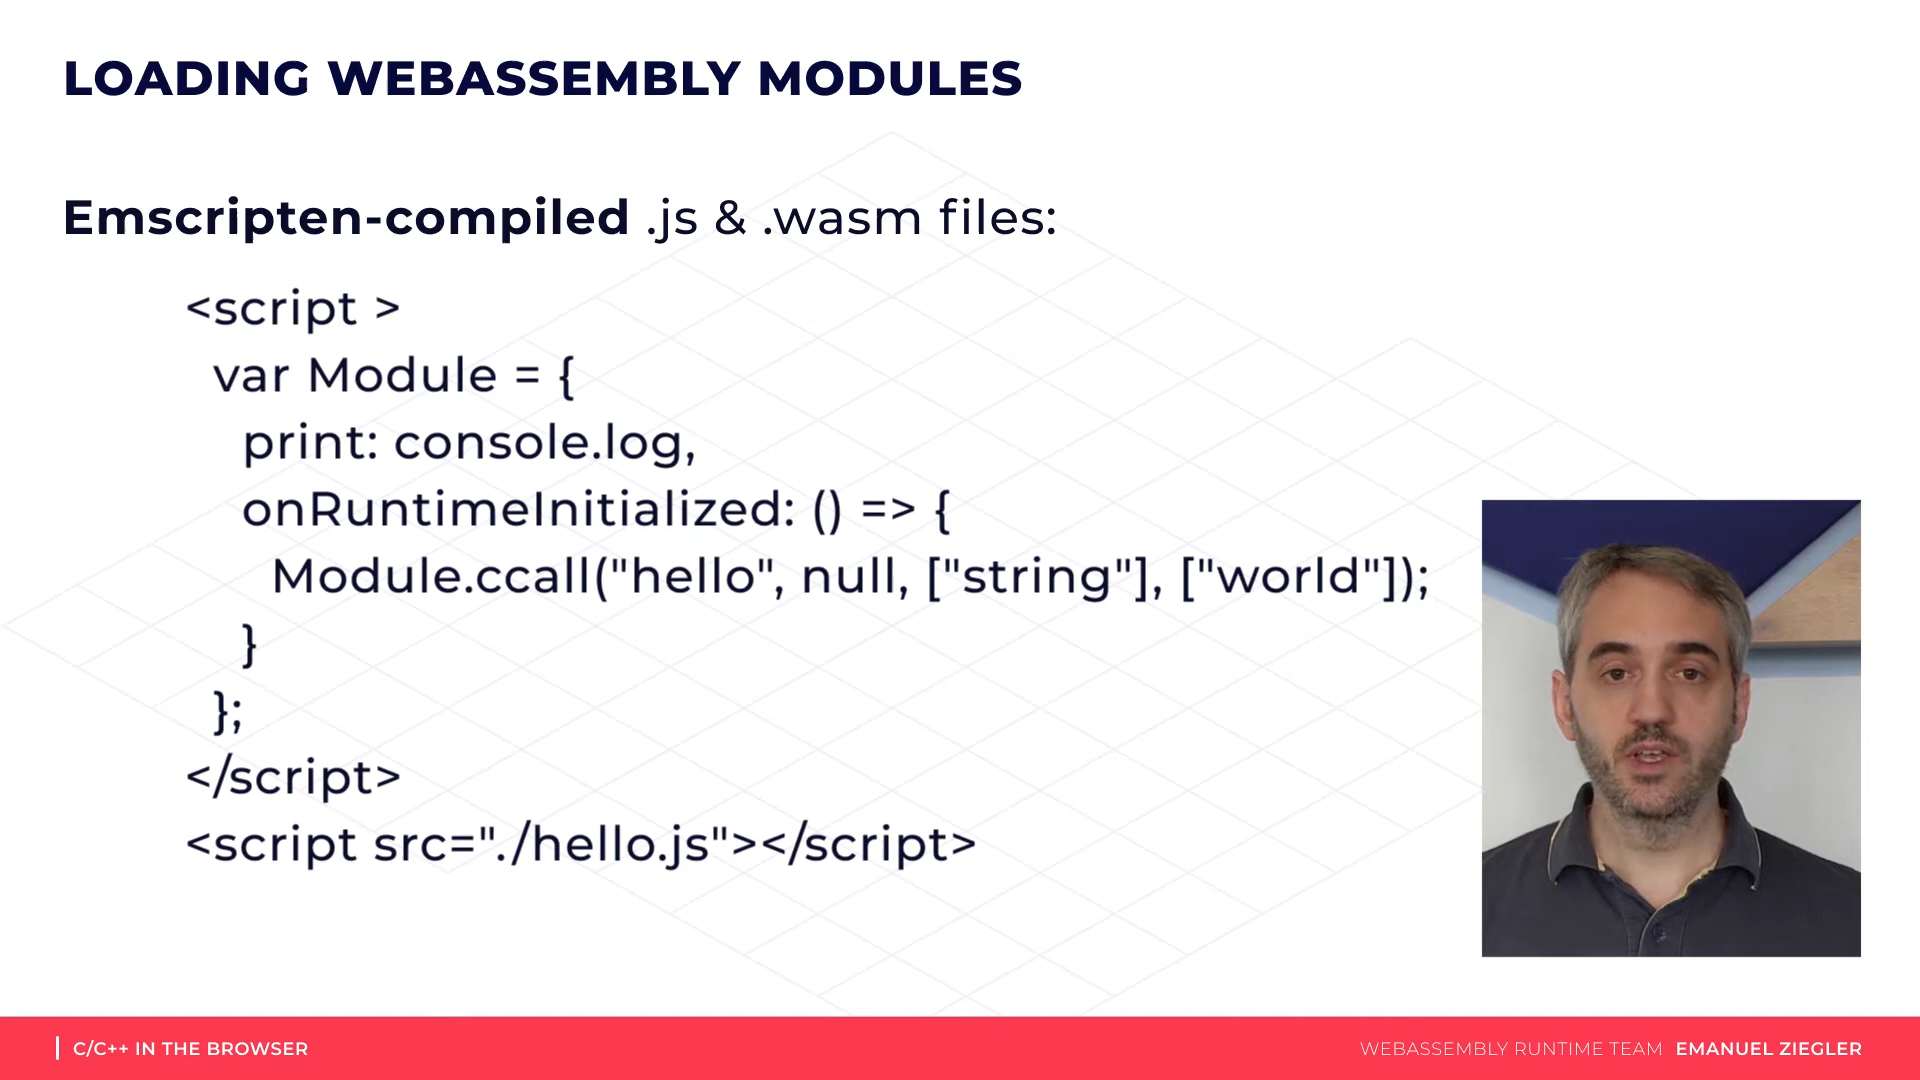 LOADING WEBASSEMBLY MODULES
Emscripten-compiled .js & .wasm files:
<script >
var Module = {
print: console.log,
onRuntimeInitialized: () => {
Module.ccall("hello", null, ["string"], ["world"]);
}
};
</script>
<script src="./hello.js"></script>
C/C++ IN THE BROWSER
WEBASSEMBLY RUNTIME TEAM EMANUEL ZIEGLER